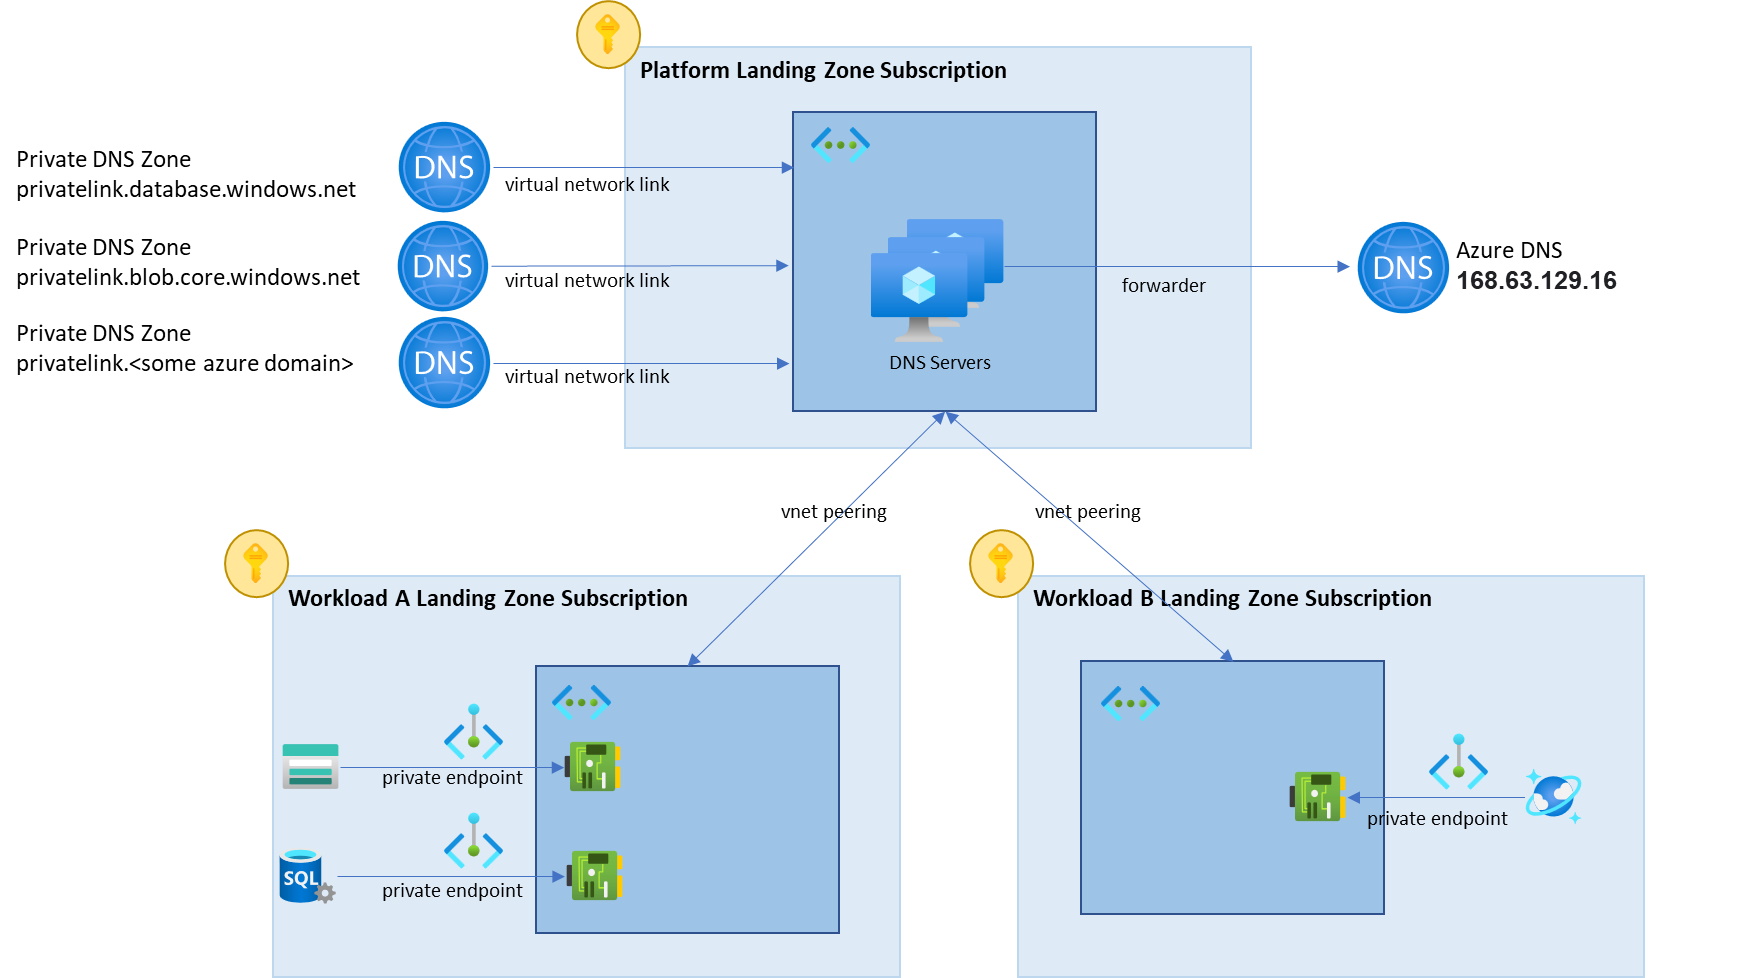 Platform Landing Zone Subscription
Private DNS Zone
privatelink.database.windows.net
DNS
virtual network link
Private DNS Zone
privatelink.blob.core.windows.net
DNS
virtual network link
Private DNS Zone
privatelink.<some azure domain>
DNS
virtual network link
DNS Servers
forwarder
DNS
Azure DNS
168.63.129.16
vnet peering
vnet peering
Workload A Landing Zone Subscription
private endpoint
SQL
private endpoint
Workload B Landing Zone Subscription
private endpoint